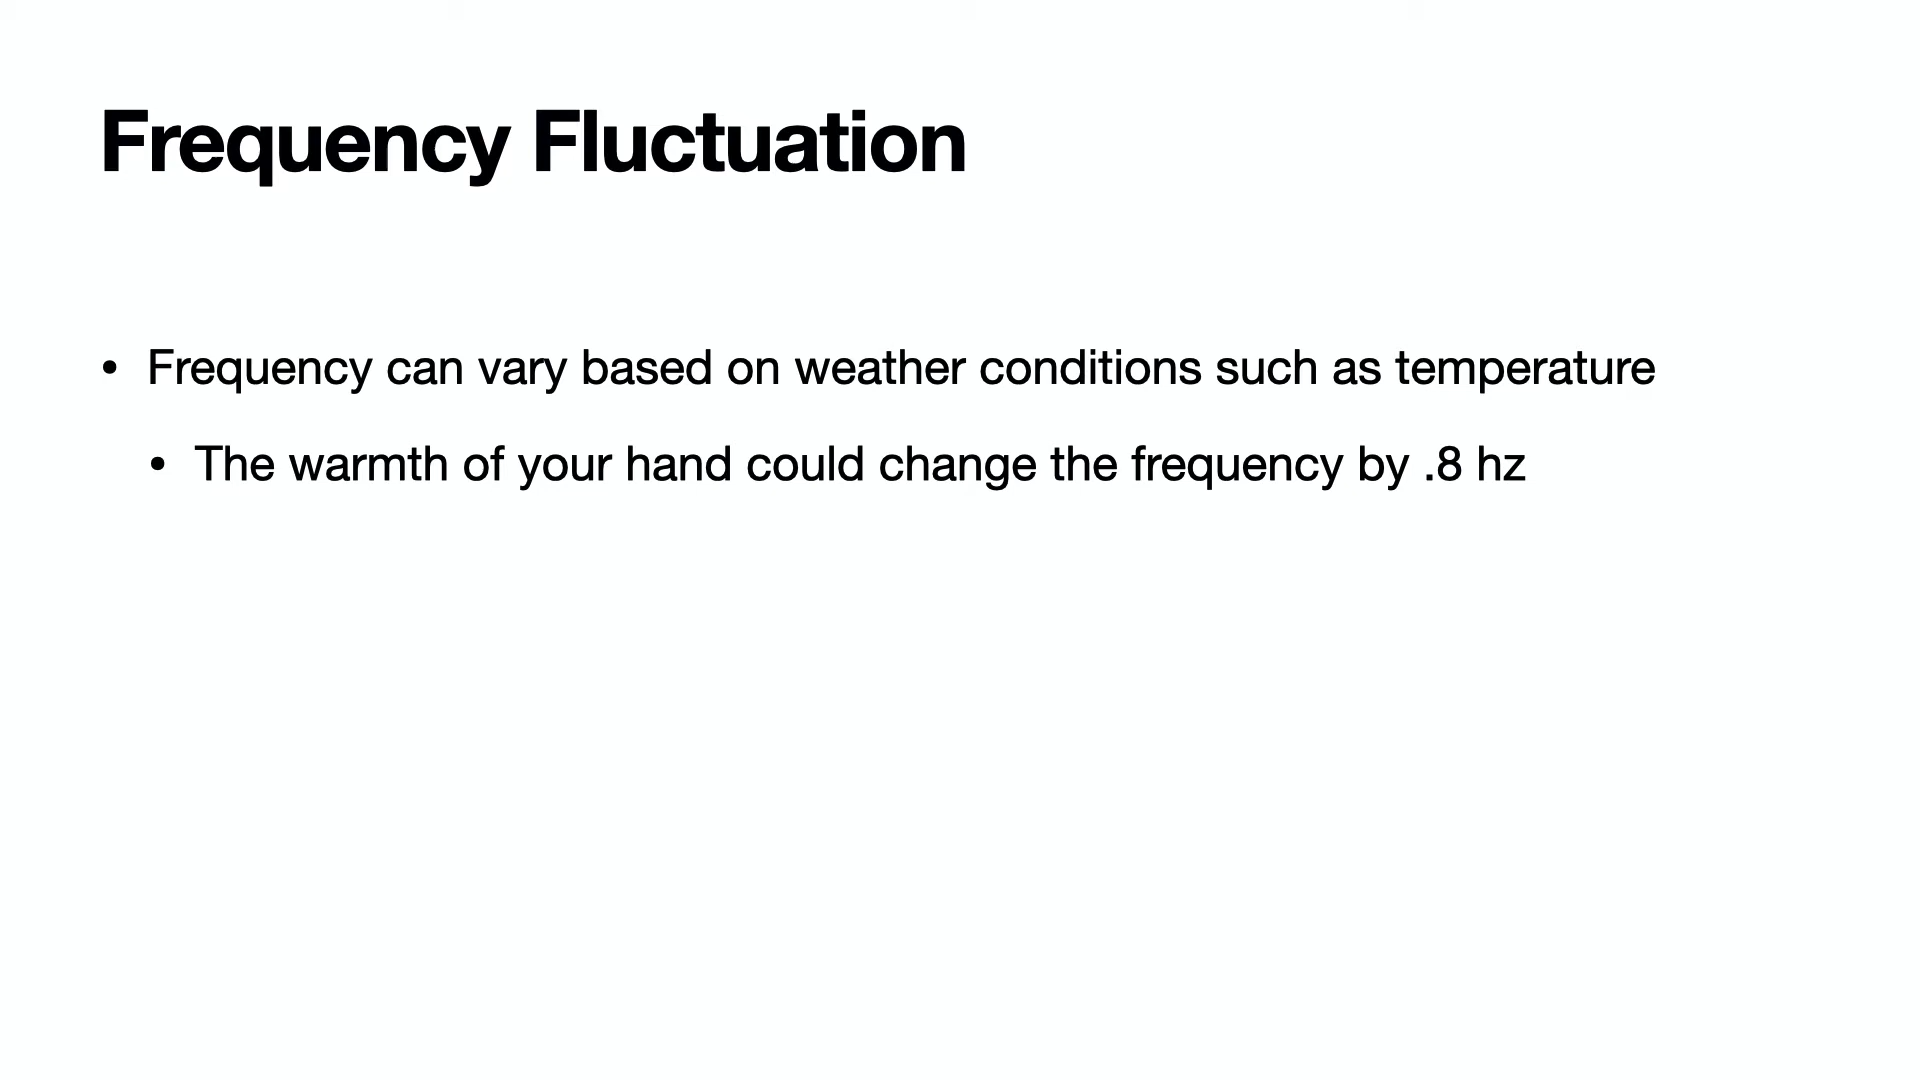 Frequency Fluctuation
• Frequency can vary based on weather conditions such as temperature
• The warmth of your hand could change the frequency by .8 hz